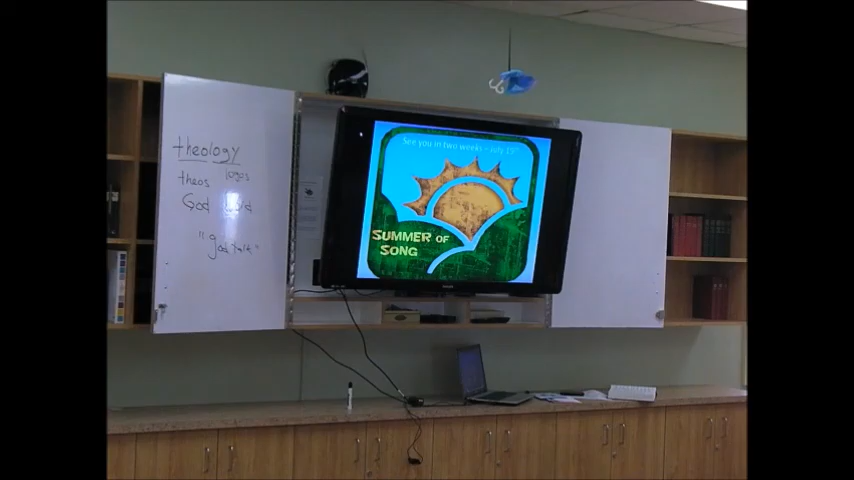 theology
theos logos
God word
"god talk"
See you in two weeks – July 15th
SUMMER OF
SONG